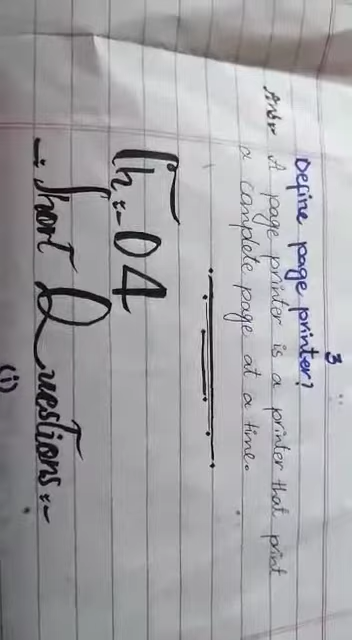 3
Define page printer?
Ans:- A page printer is a printer that print
a complete page at a time.
Ch:-04
-: Short Questions:-
(i)